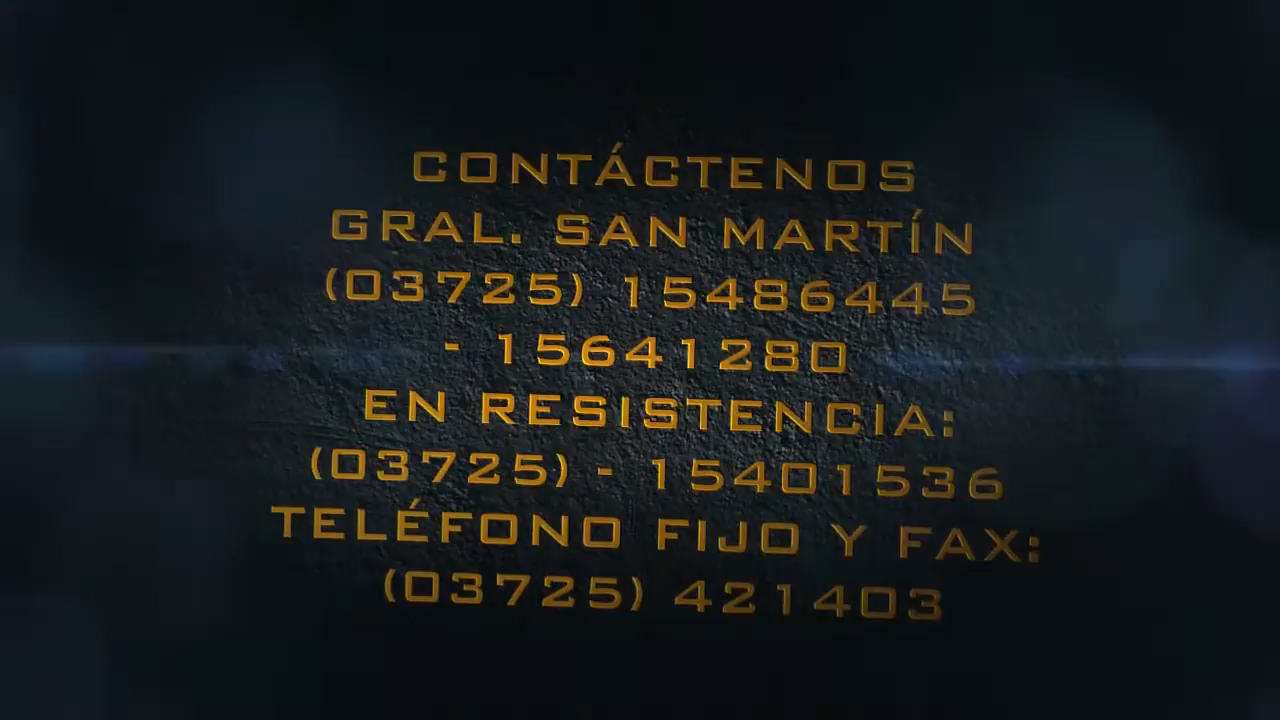 CONTÁCTENOS
GRAL. SAN MARTÍN
(03725) 15486445
- 15641280
EN RESISTENCIA:
(03725) - 15401536
TELÉFONO FIJO Y FAX:
(03725) 421403